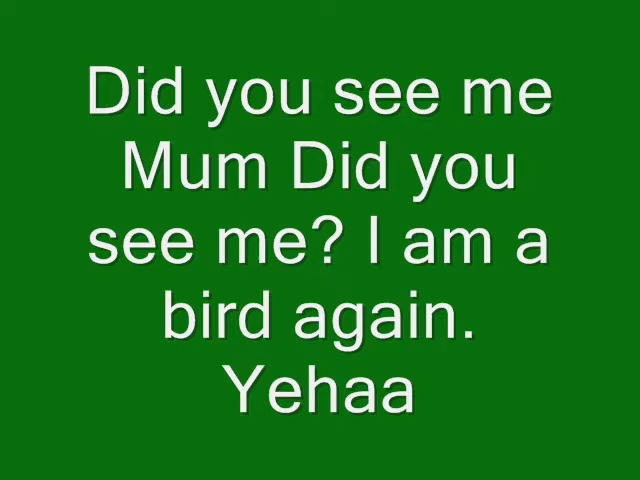 Did you see me
Mum Did you
see me? I am a
bird again.
Yehaa